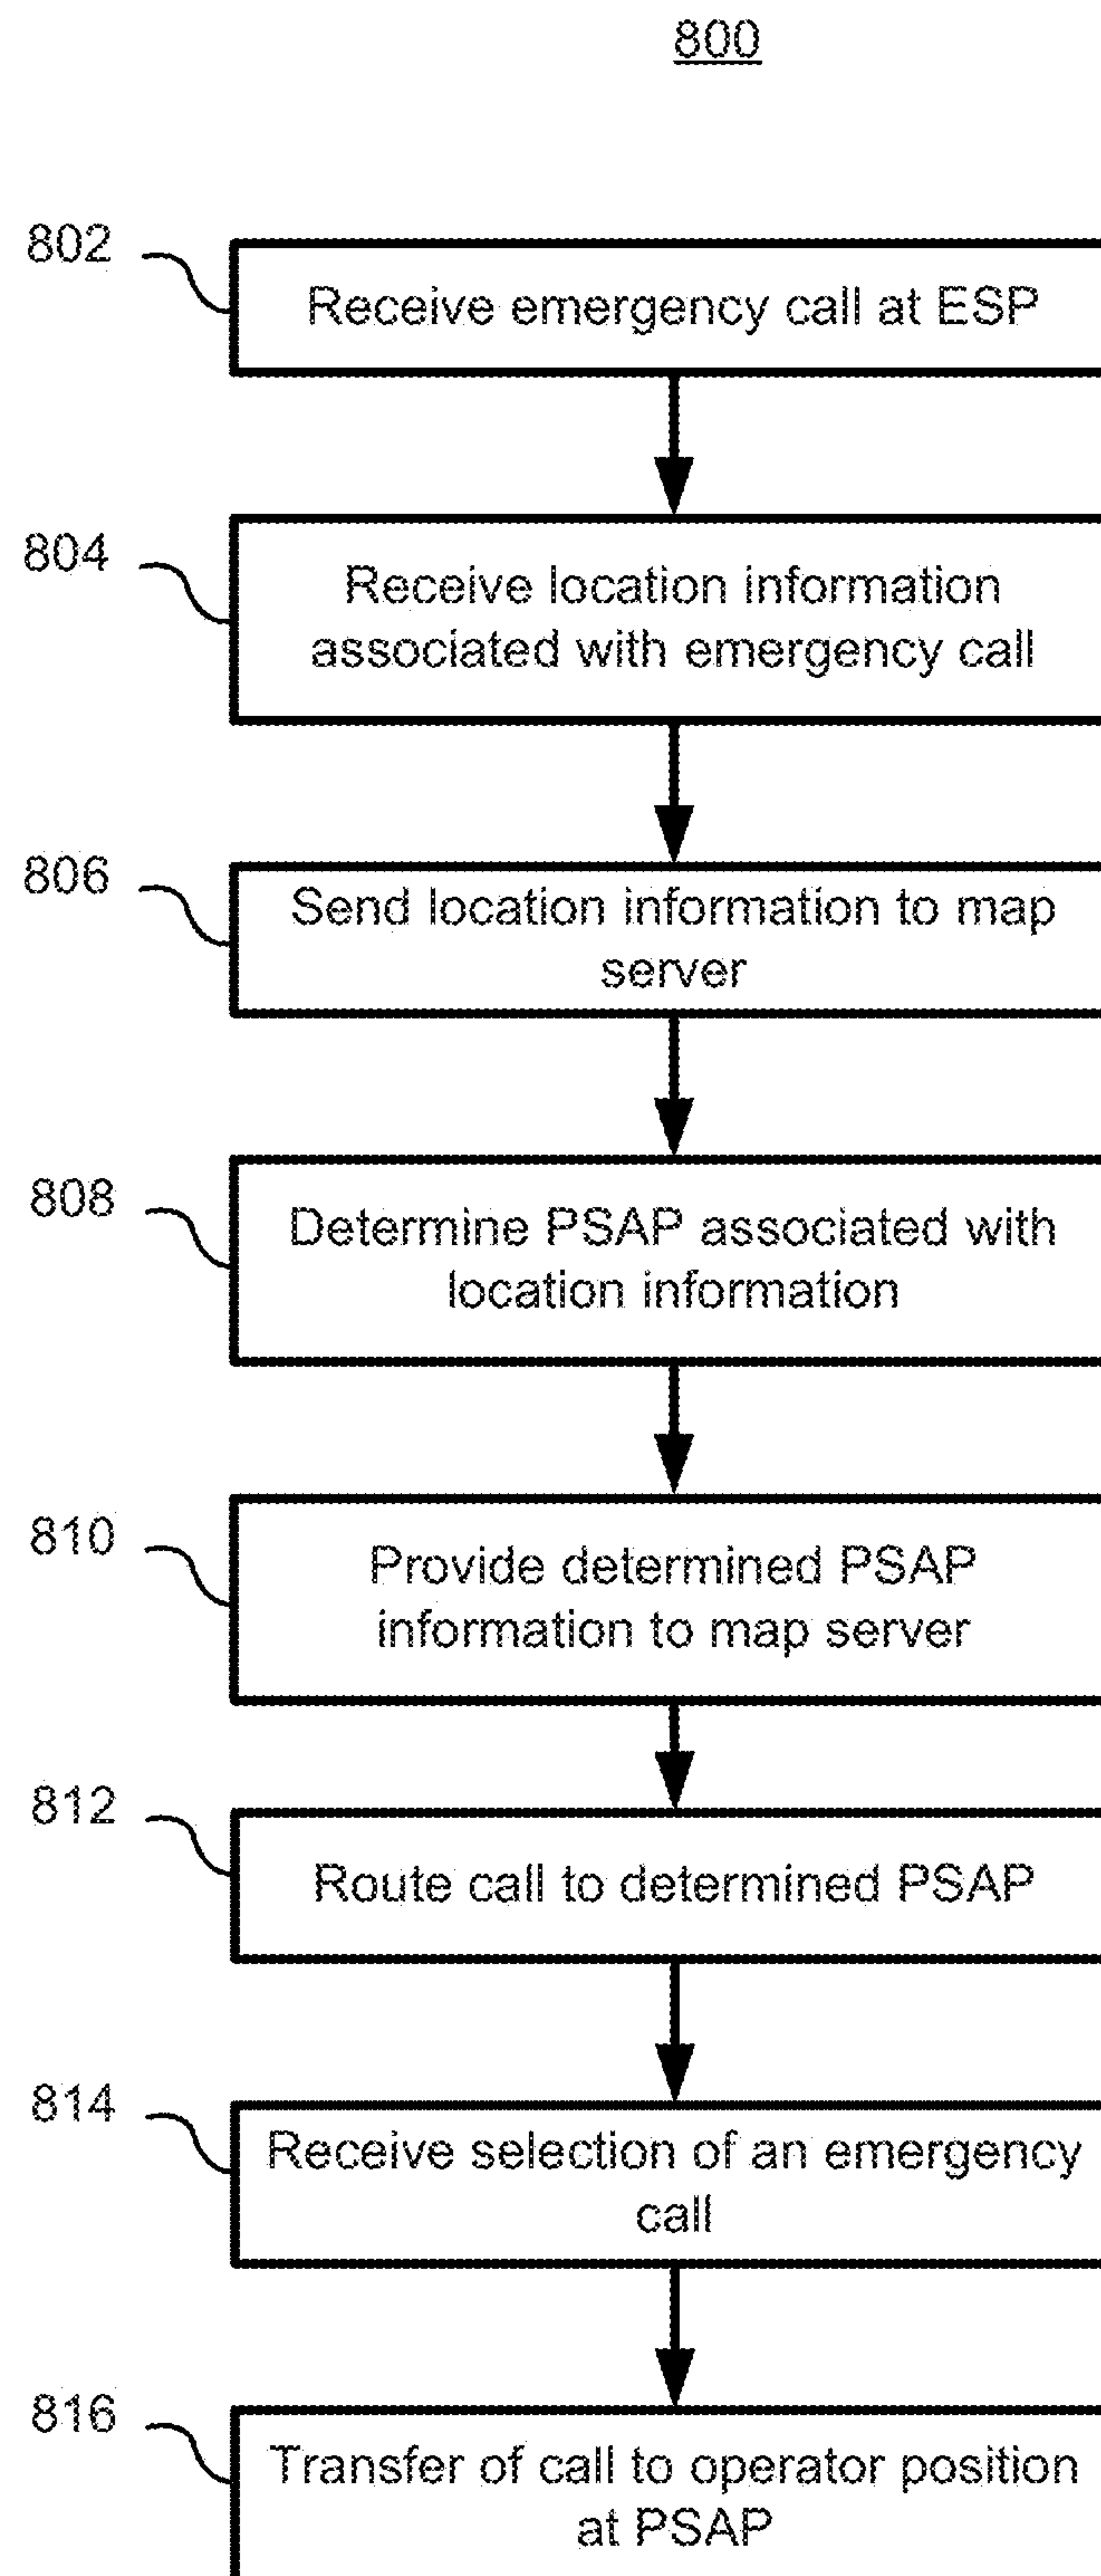 800
802
Receive emergency call at ESP
804
Receive location information
associated with emergency call
806
Send location information to map
server
808
Determine PSAP associated with
location information
810
Provide determined PSAP
information to map server
812
Route call to determined PSAP
814
Receive selection of an emergency
call
816
Transfer of call to operator position
at PSAP